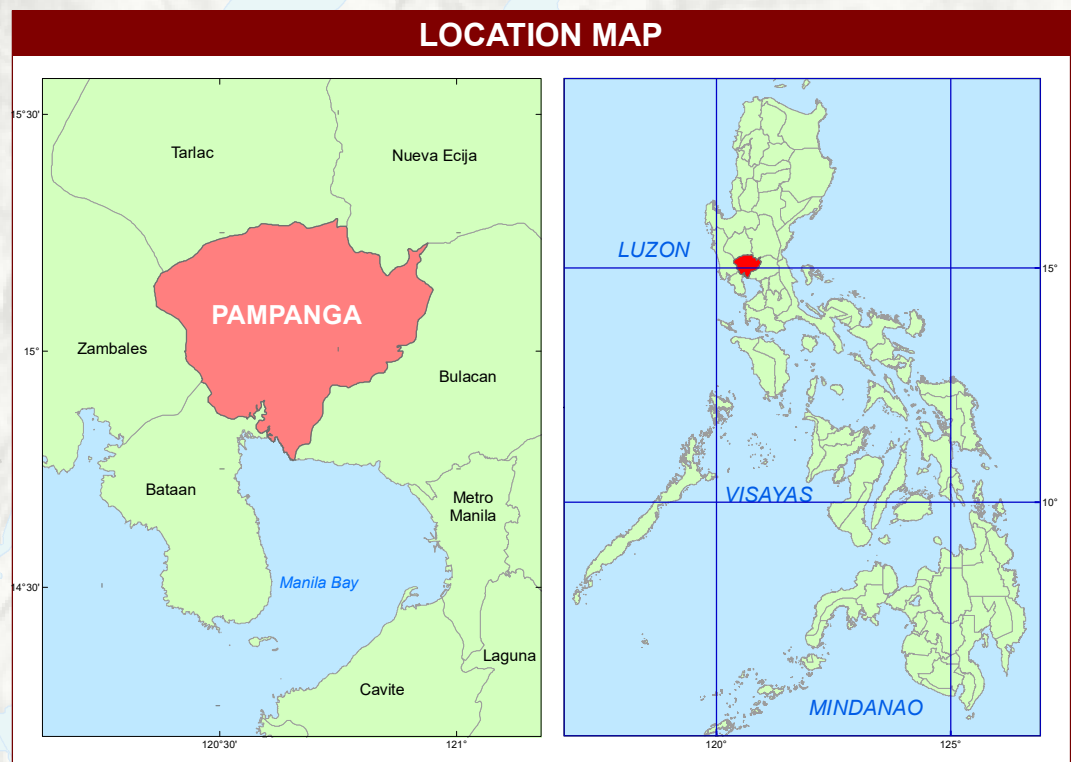 LOCATION MAP
15°30'
Tarlac
Nueva Ecija
PAMPANGA
Zambales
15°
Bulacan
Bataan
Metro
Manila
14°30'
Manila Bay
Laguna
Cavite
120°30'
121°
LUZON
15°
VISAYAS
10°
MINDANAO
120°
125°